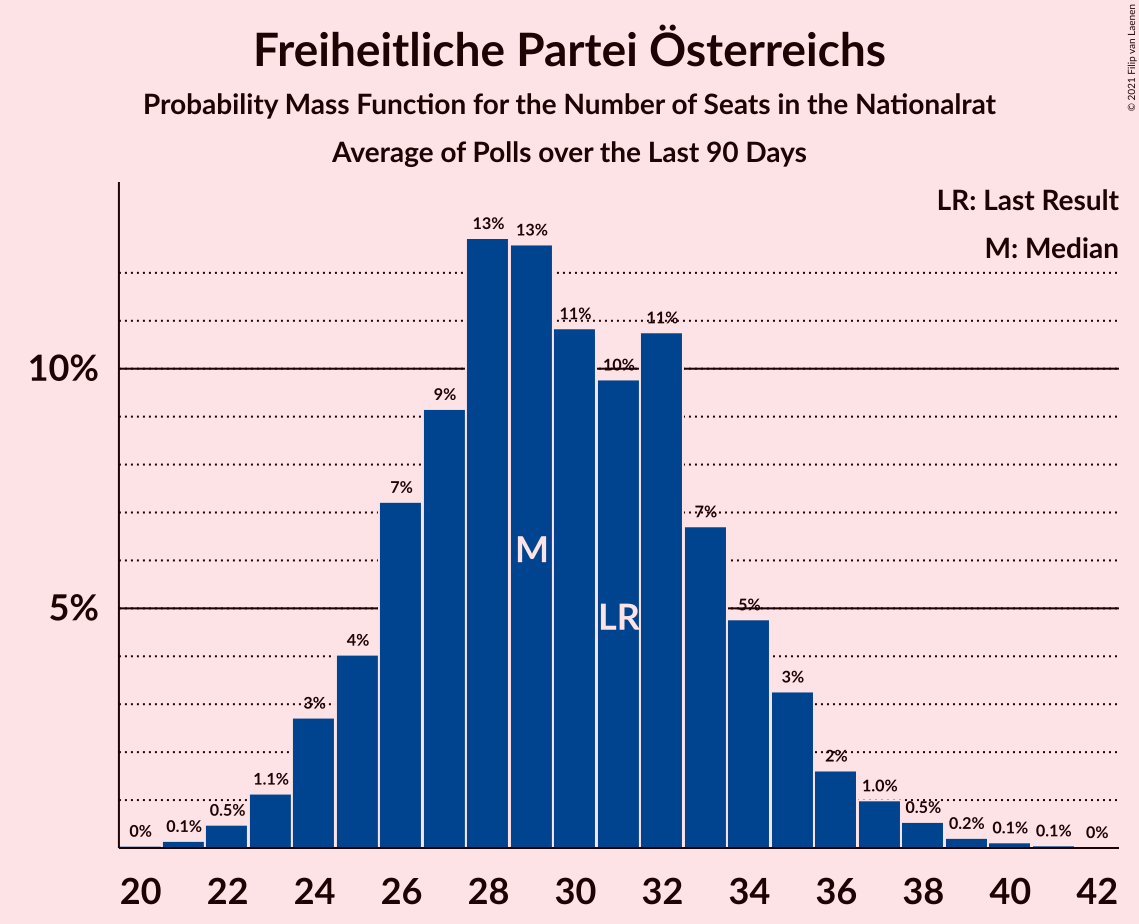 Freiheitliche Partei Österreichs
Probability Mass Function for the Number of Seats in the Nationalrat
Average of Polls over the Last 90 Days
© 2021 Filip van Laenen
LR: Last Result
M: Median
10%
5%
0%
0.1%
0.5%
1.1%
3%
4%
7%
9%
13%
13%
11%
10%
11%
7%
5%
3%
2%
1.0%
0.5%
0.2%
0.1%
0.1%
0%
M
LR
20 22 24 26 28 30 32 34 36 38 40 42